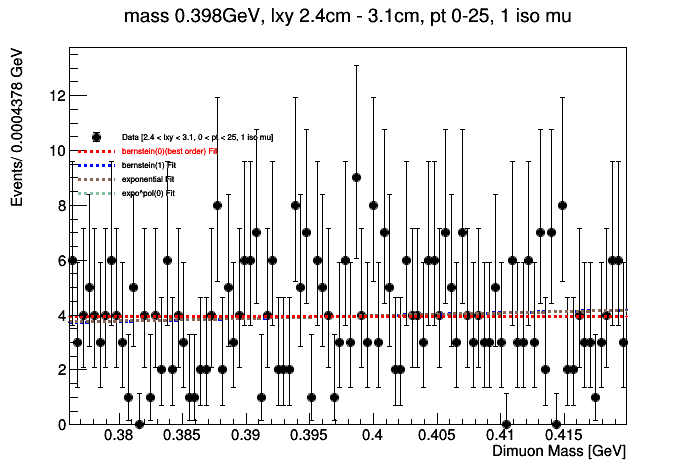 mass 0.398GeV, lxy 2.4cm - 3.1cm, pt 0-25, 1 iso mu
Events/ 0.0004378 GeV
12
10
8
6
4
2
0
Data [2.4 < lxy < 3.1, 0 < pt < 25, 1 iso mu]
bernstein(0)(best order) Fit
bernstein(1) Fit
exponential Fit
expo*pol(0) Fit
0.38 0.385 0.39 0.395 0.4 0.405 0.41 0.415
Dimuon Mass [GeV]